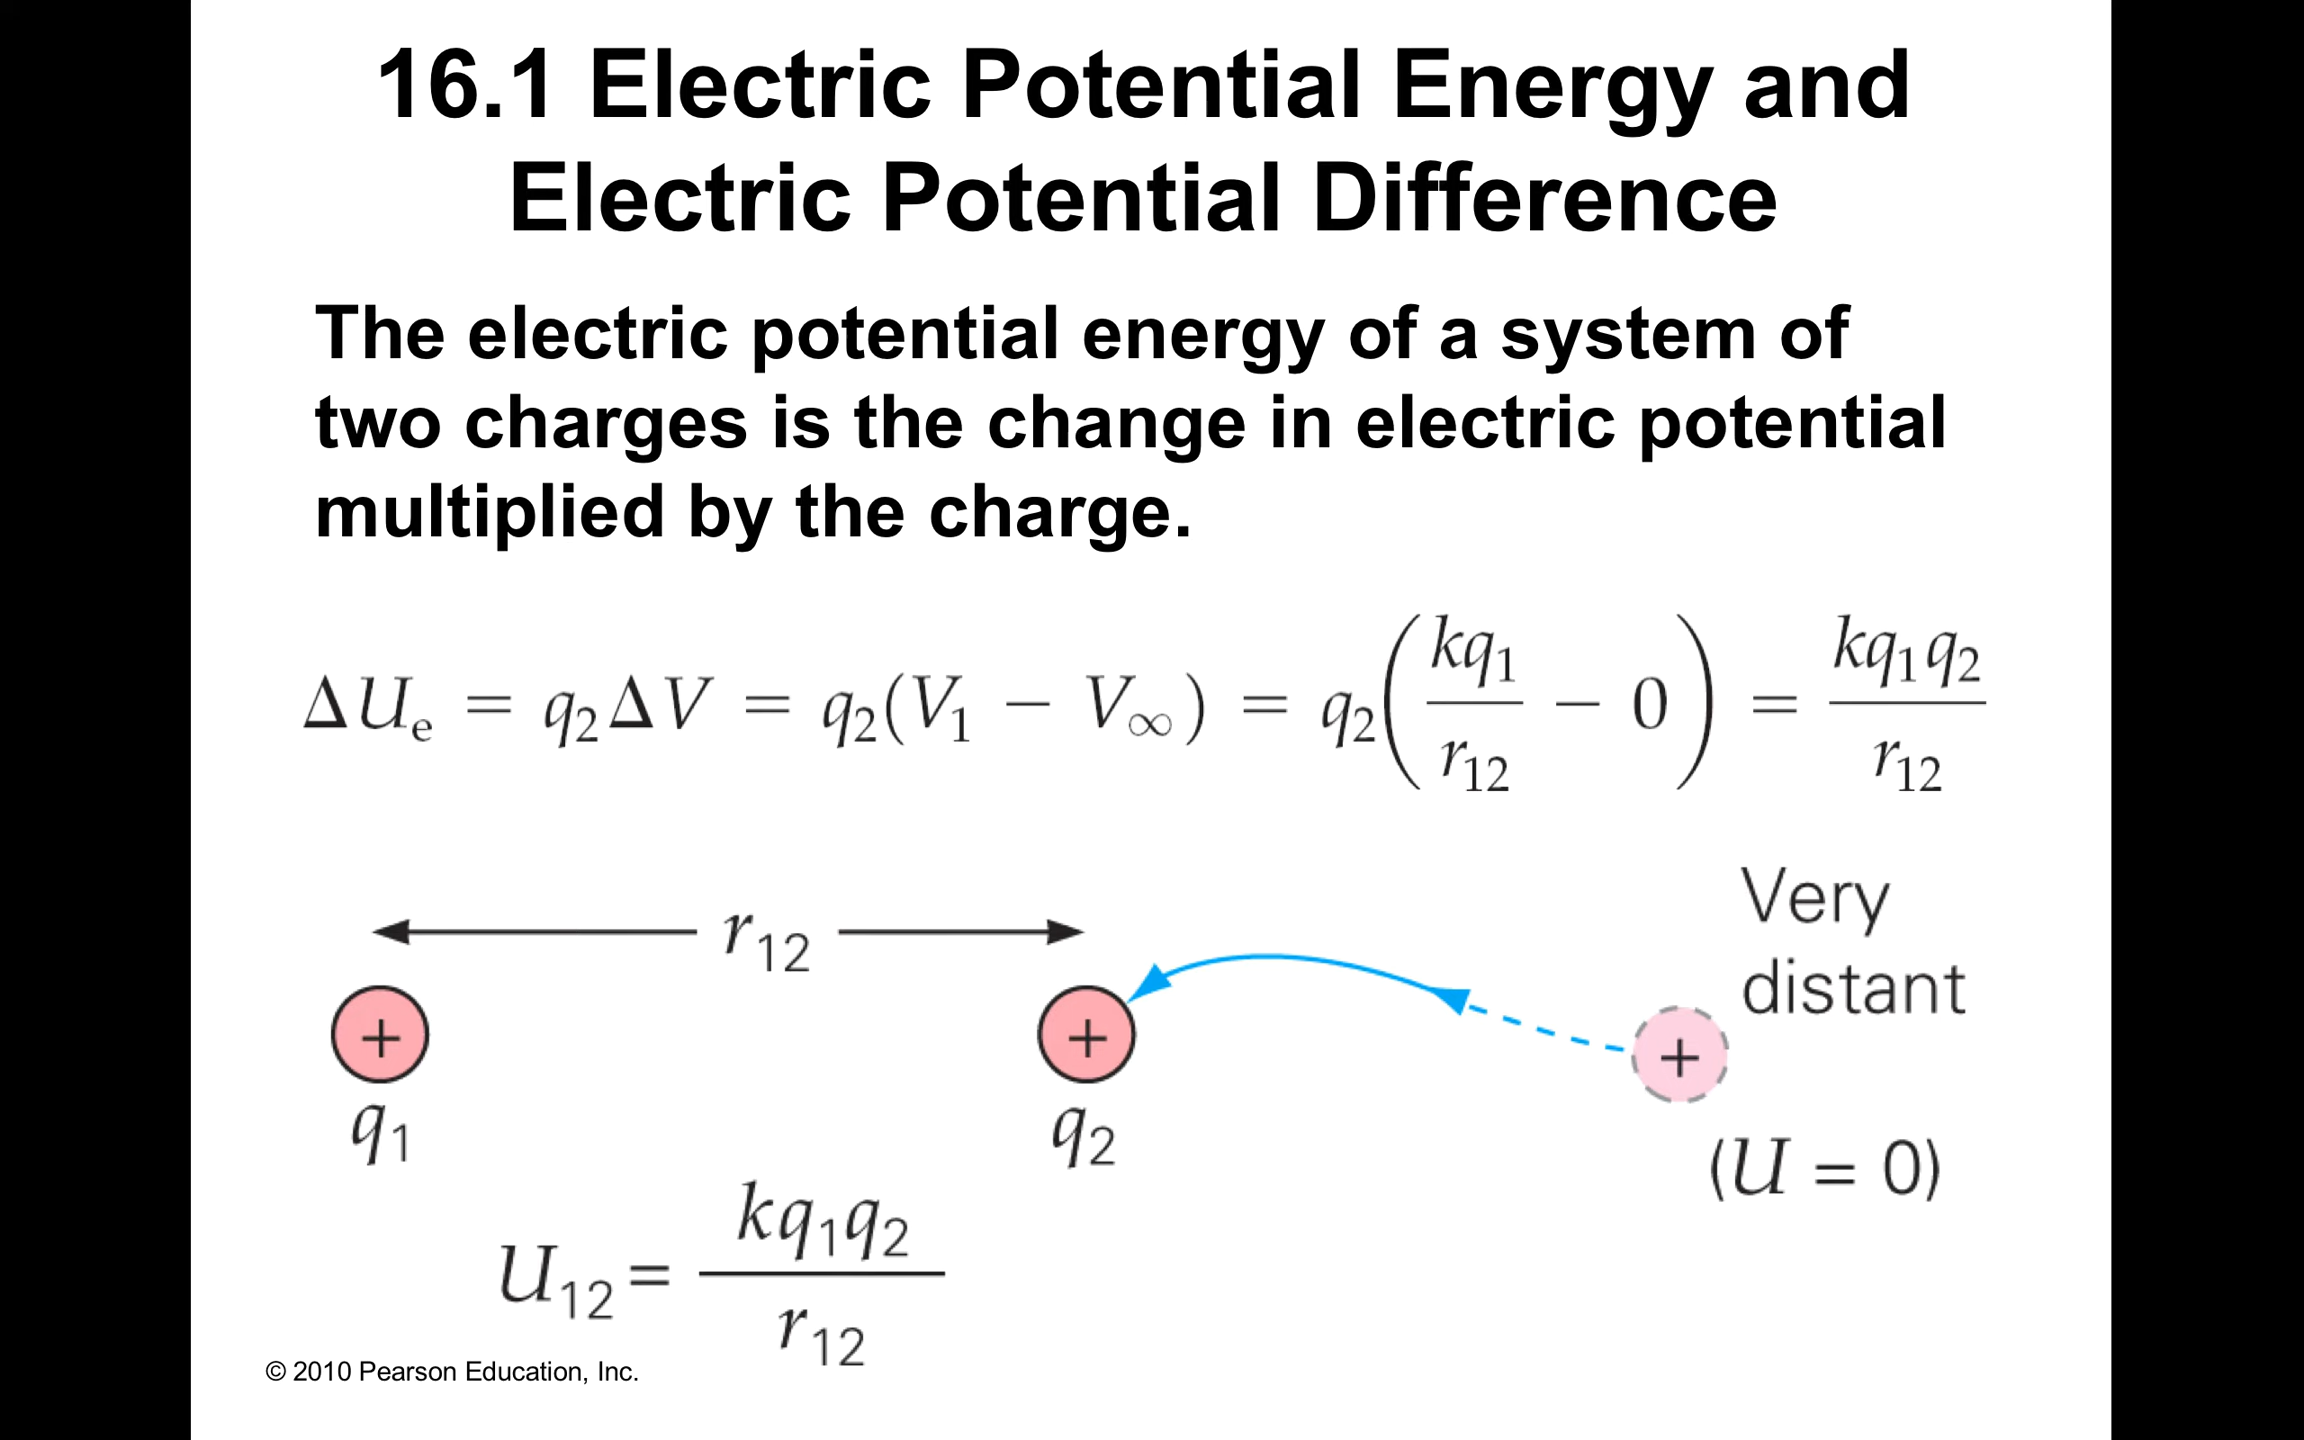 16.1 Electric Potential Energy and
Electric Potential Difference
The electric potential energy of a system of
two charges is the change in electric potential
multiplied by the charge.
ΔUₑ = q₂ΔV = q₂(V₁ − V∞) = q₂(kq₁/r₁₂ − 0) = kq₁q₂/r₁₂
r₁₂
Very
distant
+ + +
q₁ q₂
(U = 0)
U₁₂ = kq₁q₂/r₁₂
© 2010 Pearson Education, Inc.